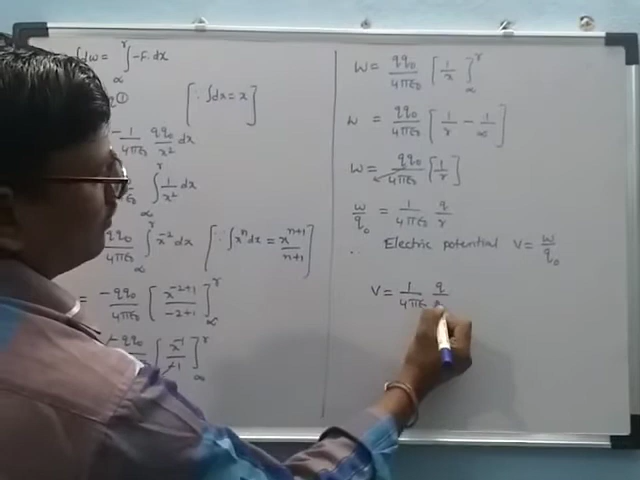 ∫dw = ∫_∞^r -F. dx
q ①
[∵ ∫dx = x]
-1/4πε₀ qq₀/x² dx
∫_∞^r 1/x² dx
qq₀/4πε₀ ∫_∞^r x⁻² dx [∵ ∫xⁿ dx = xⁿ⁺¹/n+1]
= -qq₀/4πε₀ [x⁻²⁺¹/-2+1]_∞^r
-qq₀ [x⁻¹/-1]_∞^r
W = qq₀/4πε₀ [1/x]_∞^r
W = qq₀/4πε₀ [1/r - 1/∞]
W = qq₀/4πε₀ [1/r]
W/q₀ = 1/4πε₀ q/r
∴ Electric potential V = W/q₀
V = 1/4πε₀ q